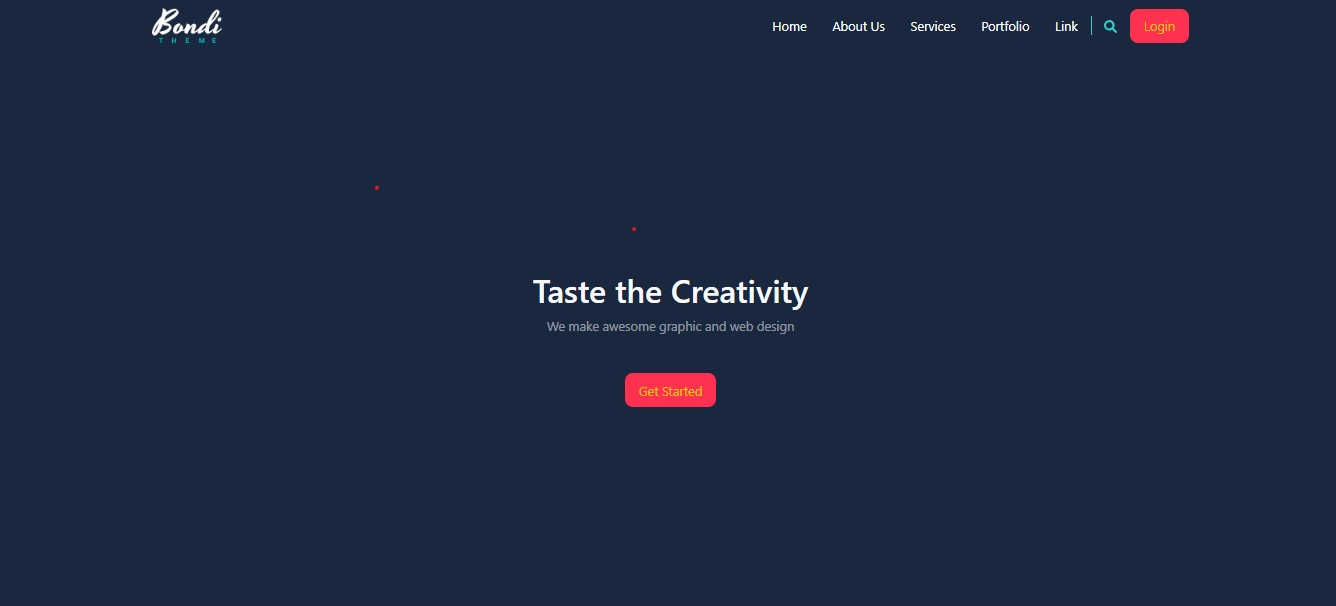 Bondi
THEME
Home About Us Services Portfolio Link Login
Taste the Creativity
We make awesome graphic and web design
Get Started